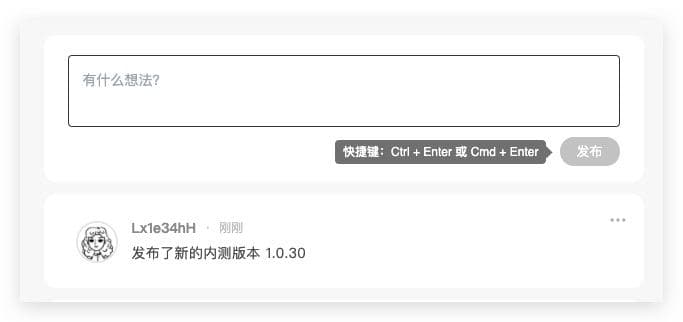 有什么想法？
快捷键：Ctrl + Enter 或 Cmd + Enter
发布
Lx1e34hH · 刚刚
发布了新的内测版本 1.0.30